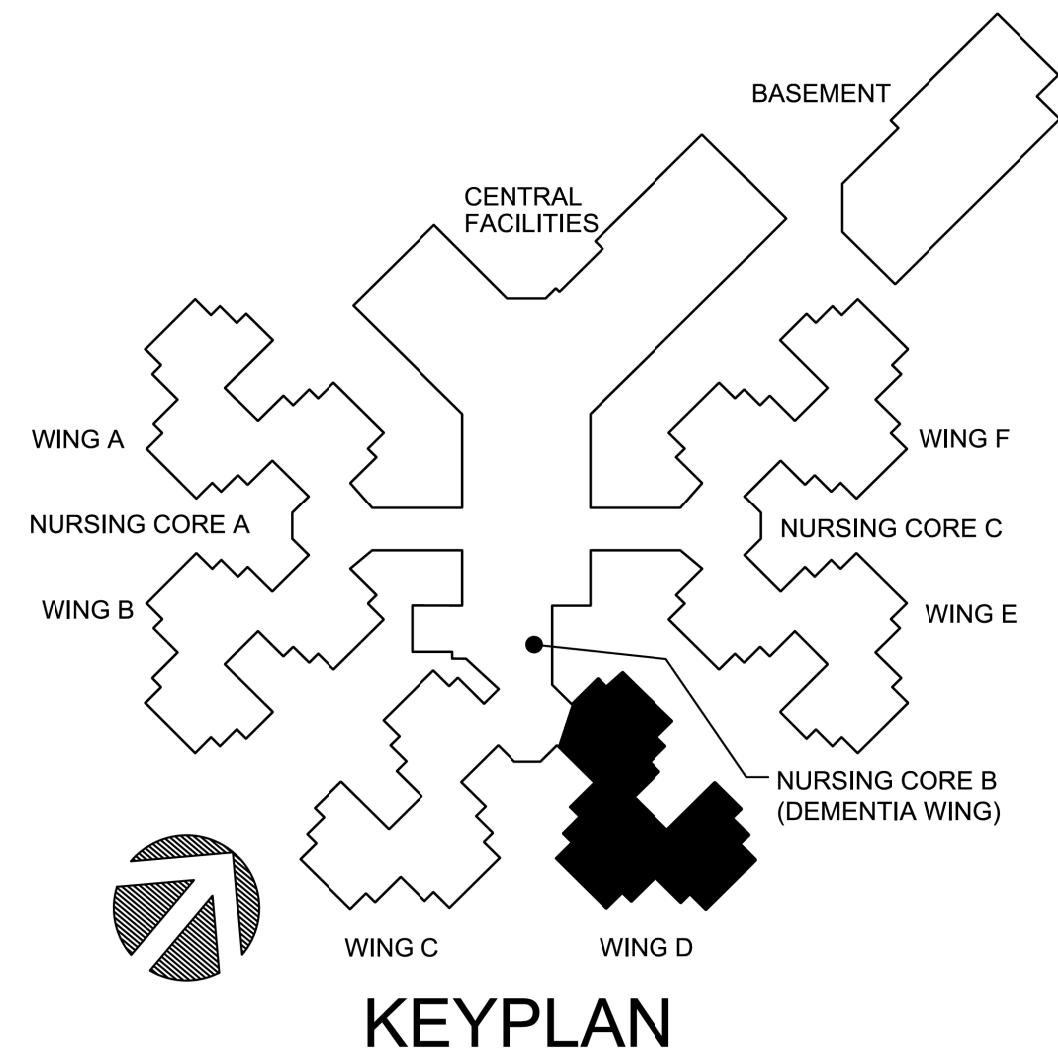 BASEMENT
CENTRAL
FACILITIES
WING A
WING F
NURSING CORE A
NURSING CORE C
WING B
WING E
NURSING CORE B
(DEMENTIA WING)
WING C
WING D
KEYPLAN